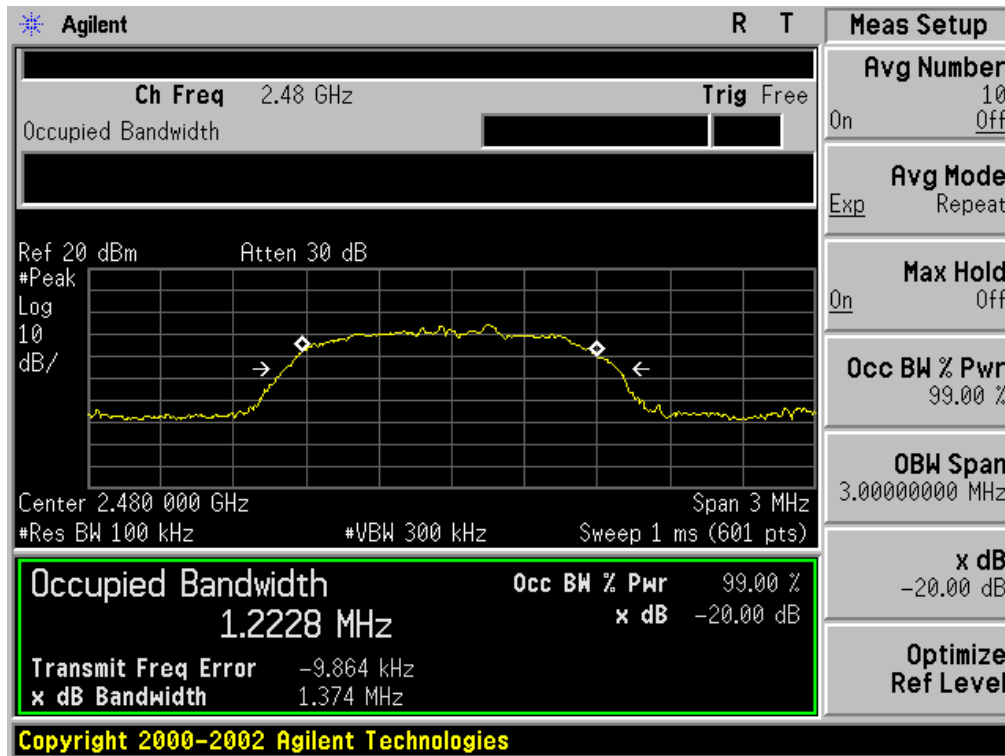 Agilent R T
Ch Freq 2.48 GHz Trig Free
Occupied Bandwidth
Ref 20 dBm Atten 30 dB
#Peak
Log
10
dB/
Center 2.480 000 GHz Span 3 MHz
#Res BW 100 kHz #VBW 300 kHz Sweep 1 ms (601 pts)
Occupied Bandwidth Occ BW % Pwr 99.00 %
1.2228 MHz x dB -20.00 dB
Transmit Freq Error -9.864 kHz
x dB Bandwidth 1.374 MHz
Copyright 2000-2002 Agilent Technologies
Meas Setup
Avg Number
10
On Off
Avg Mode
Exp Repeat
Max Hold
On Off
Occ BW % Pwr
99.00 %
OBW Span
3.00000000 MHz
x dB
-20.00 dB
Optimize
Ref Level